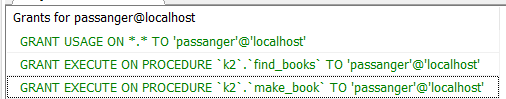 Grants for passanger@localhost
GRANT USAGE ON *.* TO 'passanger'@'localhost'
GRANT EXECUTE ON PROCEDURE `k2`.`find_books` TO 'passanger'@'localhost'
GRANT EXECUTE ON PROCEDURE `k2`.`make_book` TO 'passanger'@'localhost'